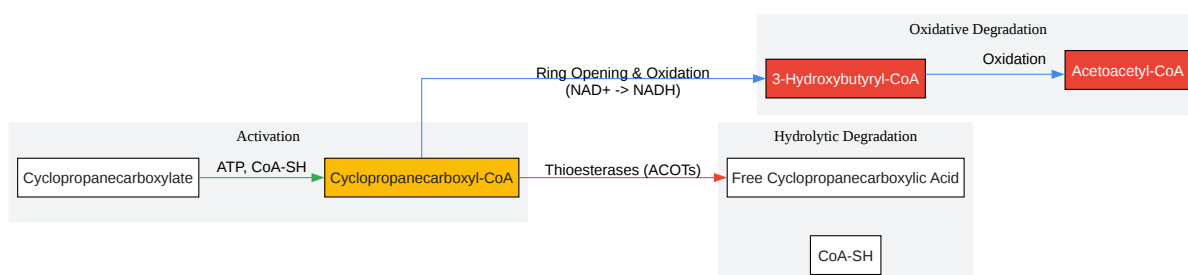 Oxidative Degradation
Ring Opening & Oxidation
(NAD+ -> NADH)
3-Hydroxybutyryl-CoA
Oxidation
Acetoacetyl-CoA
Activation
Cyclopropanecarboxylate
ATP, CoA-SH
Cyclopropanecarboxyl-CoA
Thioesterases (ACOTs)
Hydrolytic Degradation
Free Cyclopropanecarboxylic Acid
CoA-SH